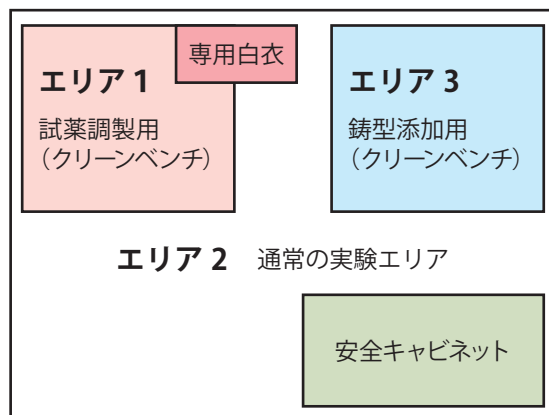 専用白衣
エリア 1
試薬調製用
（クリーンベンチ）
エリア 3
鋳型添加用
（クリーンベンチ）
エリア 2 通常の実験エリア
安全キャビネット